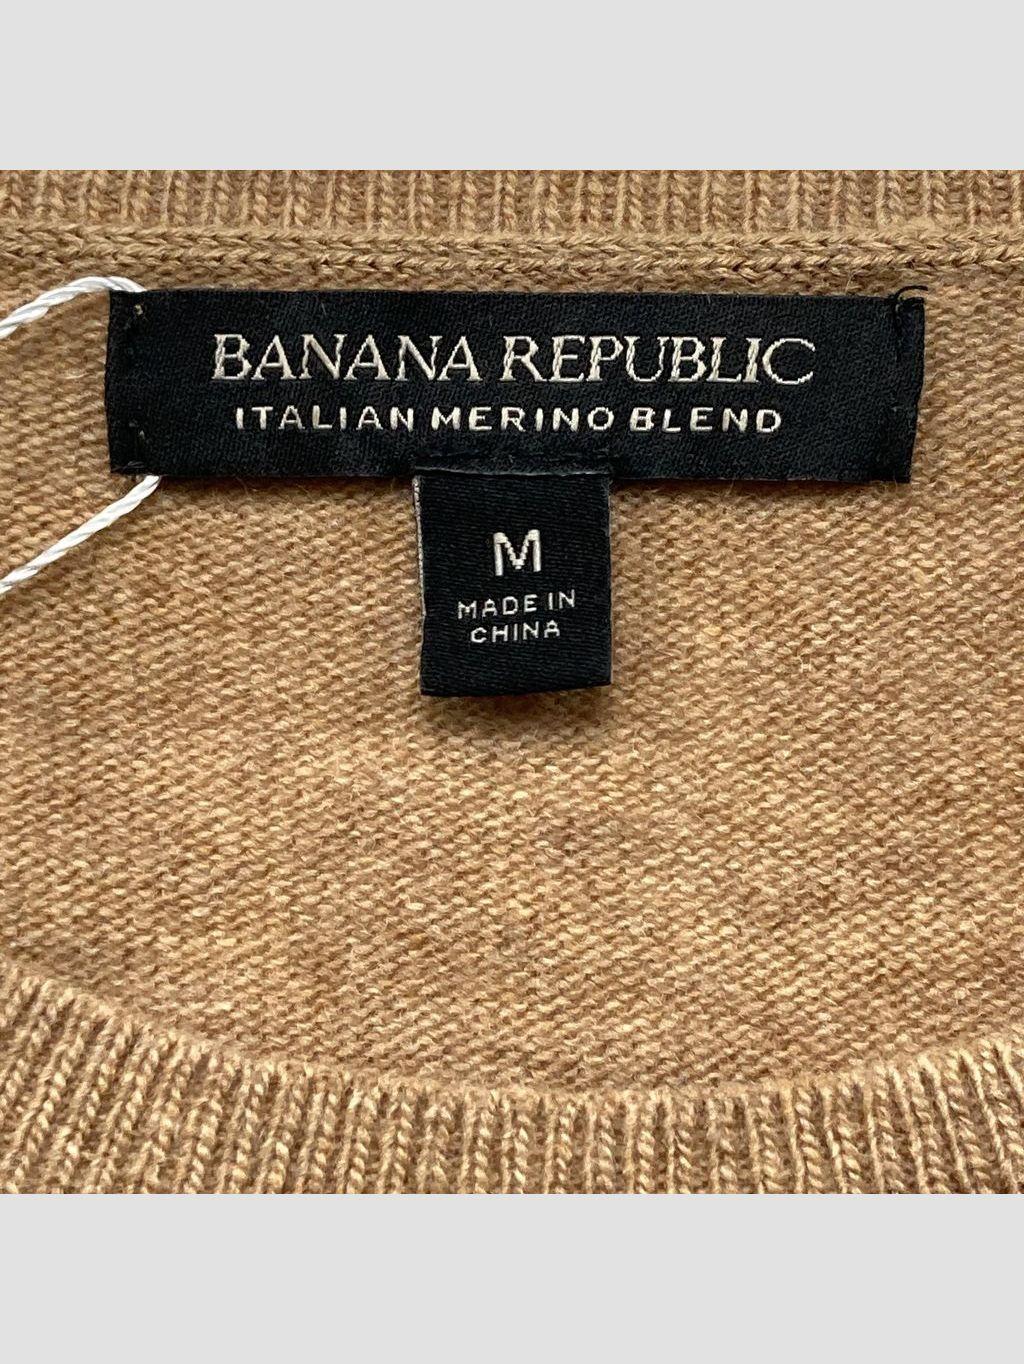 BANANA REPUBLIC
ITALIAN MERINO BLEND
M
MADE IN
CHINA